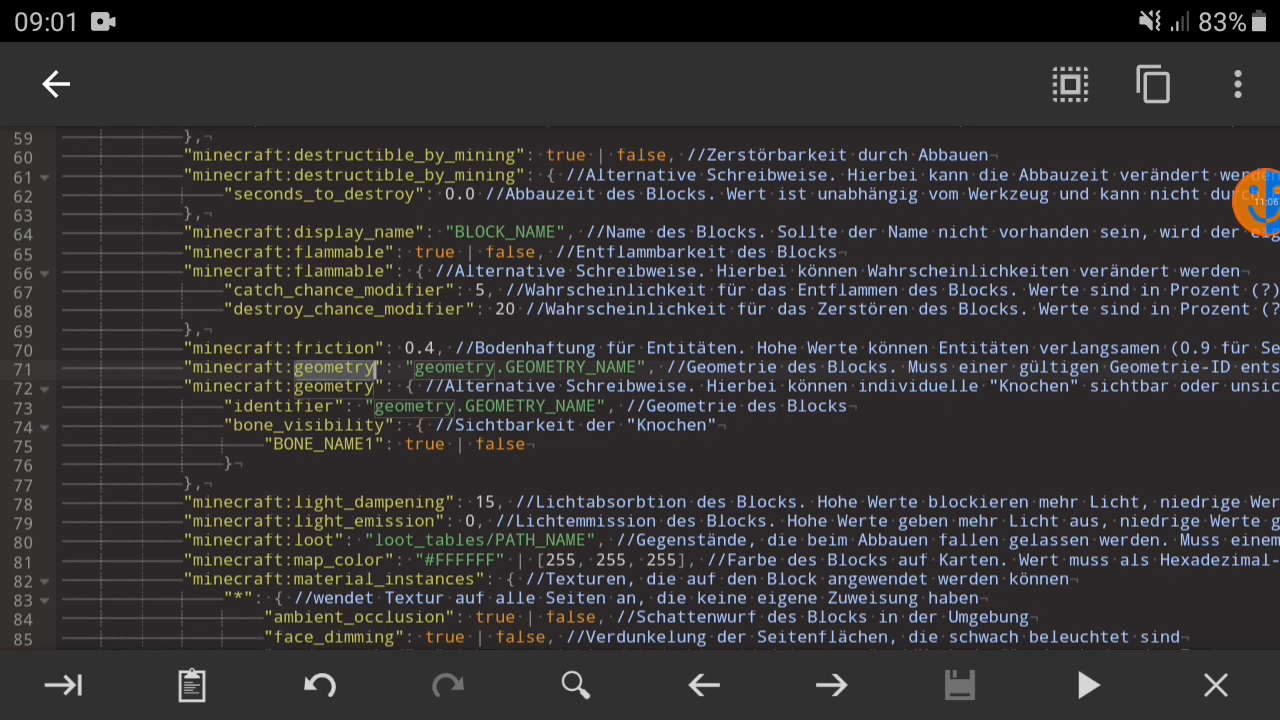 09:01 83%
59 },
60 "minecraft:destructible_by_mining": true | false, //Zerstörbarkeit durch Abbauen
61 "minecraft:destructible_by_mining": { //Alternative Schreibweise. Hierbei kann die Abbauzeit verändert werden
62 "seconds_to_destroy": 0.0 //Abbauzeit des Blocks. Wert ist unabhängig vom Werkzeug und kann nicht durch
63 },
64 "minecraft:display_name": "BLOCK_NAME", //Name des Blocks. Sollte der Name nicht vorhanden sein, wird der eig
65 "minecraft:flammable": true | false, //Entflammbarkeit des Blocks
66 "minecraft:flammable": { //Alternative Schreibweise. Hierbei können Wahrscheinlichkeiten verändert werden
67 "catch_chance_modifier": 5, //Wahrscheinlichkeit für das Entflammen des Blocks. Werte sind in Prozent (?)
68 "destroy_chance_modifier": 20 //Wahrscheinlichkeit für das Zerstören des Blocks. Werte sind in Prozent (?
69 },
70 "minecraft:friction": 0.4, //Bodenhaftung für Entitäten. Hohe Werte können Entitäten verlangsamen (0.9 für Se
71 "minecraft:geometry": "geometry.GEOMETRY_NAME", //Geometrie des Blocks. Muss einer gültigen Geometrie-ID ents
72 "minecraft:geometry": { //Alternative Schreibweise. Hierbei können individuelle "Knochen" sichtbar oder unsic
73 "identifier": "geometry.GEOMETRY_NAME", //Geometrie des Blocks
74 "bone_visibility": { //Sichtbarkeit der "Knochen"
75 "BONE_NAME1": true | false
76 }
77 },
78 "minecraft:light_dampening": 15, //Lichtabsorbtion des Blocks. Hohe Werte blockieren mehr Licht, niedrige Wer
79 "minecraft:light_emission": 0, //Lichtemmission des Blocks. Hohe Werte geben mehr Licht aus, niedrige Werte g
80 "minecraft:loot": "loot_tables/PATH_NAME", //Gegenstände, die beim Abbauen fallen gelassen werden. Muss einem
81 "minecraft:map_color": "#FFFFFF" | [255, 255, 255], //Farbe des Blocks auf Karten. Wert muss als Hexadezimal-
82 "minecraft:material_instances": { //Texturen, die auf den Block angewendet werden können
83 "*": { //wendet Textur auf alle Seiten an, die keine eigene Zuweisung haben
84 "ambient_occlusion": true | false, //Schattenwurf des Blocks in der Umgebung
85 "face_dimming": true | false, //Verdunkelung der Seitenflächen, die schwach beleuchtet sind
11:06